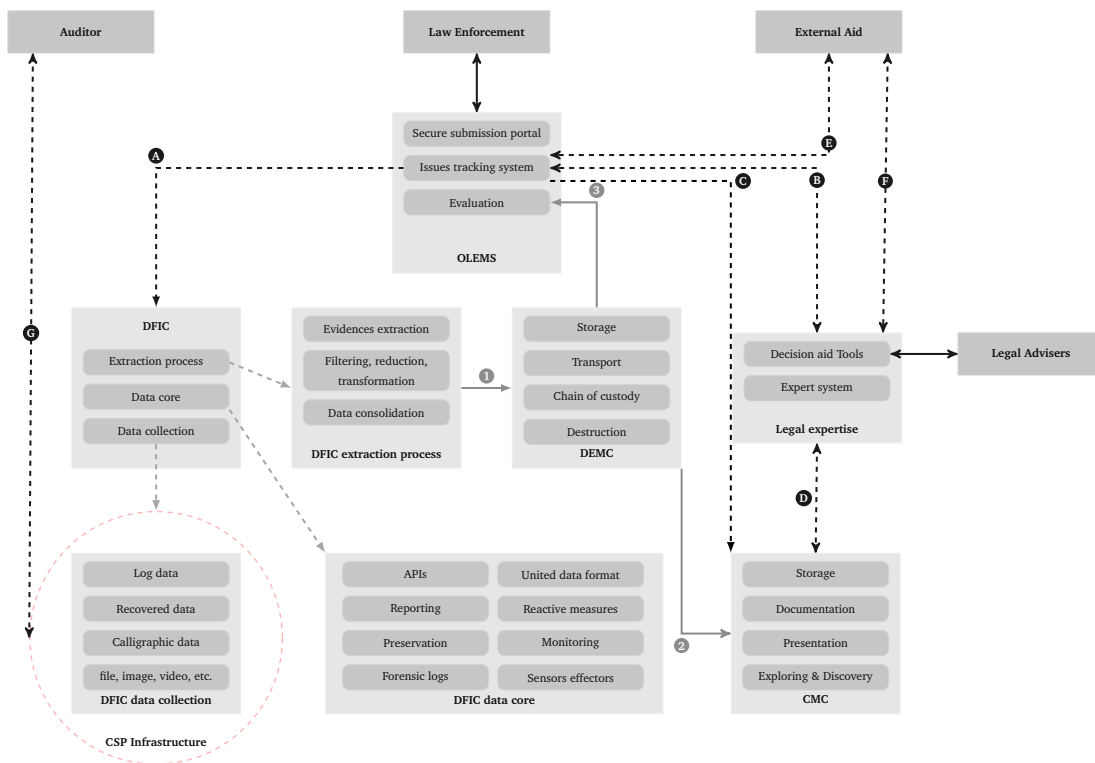 Auditor
Law Enforcement
External Aid
Secure submission portal
E
A
Issues tracking system
B
C
F
3
Evaluation
OLEMS
G
DFIC
Extraction process
Data core
Data collection
Evidences extraction
Filtering, reduction,
transformation
Data consolidation
DFIC extraction process
1
Storage
Transport
Chain of custody
Destruction
DEMC
Decision aid Tools
Expert system
Legal expertise
Legal Advisers
D
Log data
Recovered data
Calligraphic data
file, image, video, etc.
DFIC data collection
CSP Infrastructure
APIs
United data format
Reporting
Reactive measures
Preservation
Monitoring
Forensic logs
Sensors effectors
DFIC data core
2
Storage
Documentation
Presentation
Exploring & Discovery
CMC